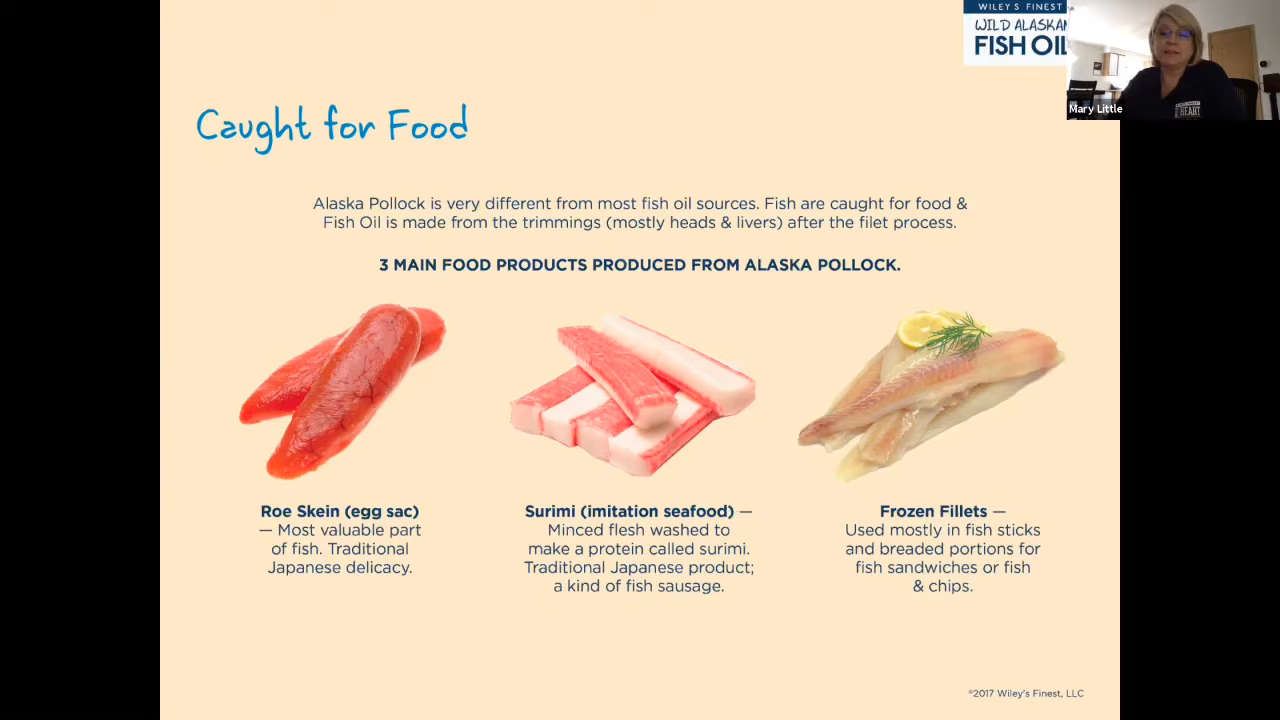 WILEY'S FINEST
WILD ALASKAN
FISH OIL
Mary Little
HEART
Caught for Food
Alaska Pollock is very different from most fish oil sources. Fish are caught for food &
Fish Oil is made from the trimmings (mostly heads & livers) after the filet process.
3 MAIN FOOD PRODUCTS PRODUCED FROM ALASKA POLLOCK.
Roe Skein (egg sac)
— Most valuable part
of fish. Traditional
Japanese delicacy.
Surimi (imitation seafood) —
Minced flesh washed to
make a protein called surimi.
Traditional Japanese product;
a kind of fish sausage.
Frozen Fillets —
Used mostly in fish sticks
and breaded portions for
fish sandwiches or fish
& chips.
©2017 Wiley's Finest, LLC